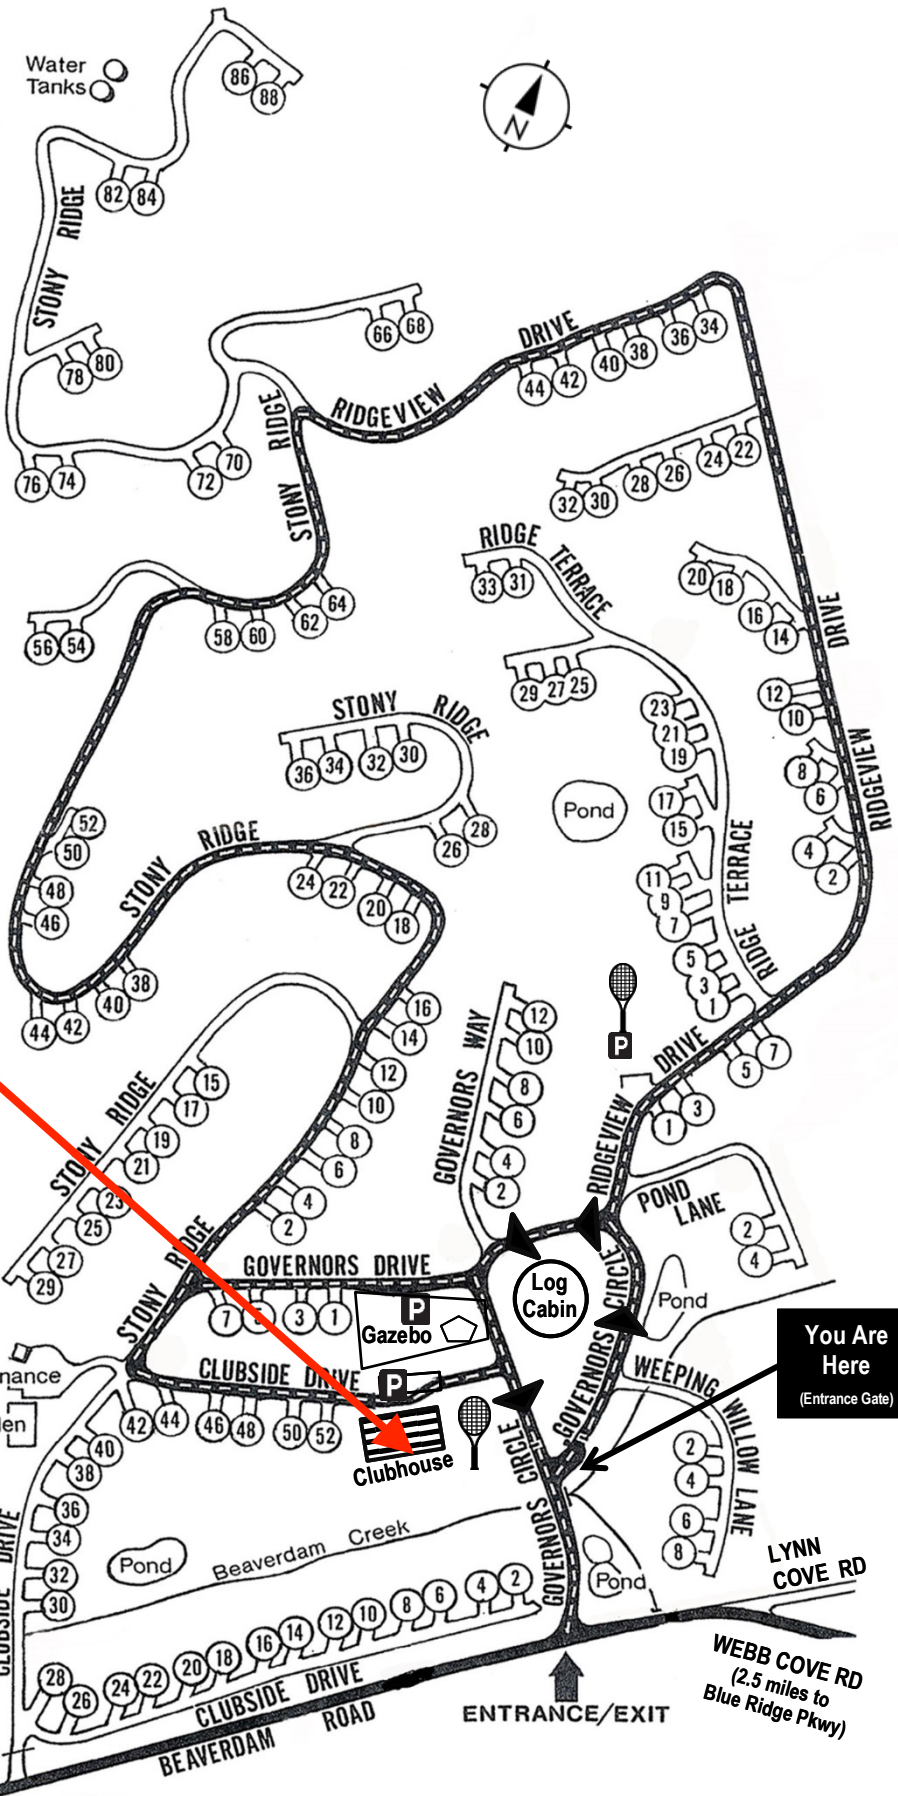 86
88
Water
Tanks
N
82
84
STONY RIDGE
66
68
78
80
DRIVE
44
42
40
38
36
34
RIDGEVIEW
RIDGE
STONY
76
74
72
70
32
30
28
26
24
22
RIDGE TERRACE
33
31
20
18
16
14
DRIVE
56
54
58
60
62
64
29
27
25
12
10
23
21
19
STONY RIDGE
36
34
32
30
28
26
8
6
RIDGEVIEW
17
15
Pond
52
50
48
46
STONY RIDGE
24
22
20
18
4
2
11
9
7
TERRACE
RIDGE
5
3
1
44
42
40
38
16
14
12
10
8
6
4
2
GOVERNORS WAY
12
10
8
6
4
2
P
DRIVE
RIDGEVIEW
7
5
3
1
STONY RIDGE
15
17
19
21
23
25
27
29
POND
LANE
2
4
STONY RIDGE
GOVERNORS DRIVE
7
5
3
1
P
Gazebo
Log
Cabin
GOVERNORS CIRCLE
Pond
You Are
Here
(Entrance Gate)
CLUBSIDE DRIVE
P
WEEPING
WILLOW LANE
2
4
6
8
nance
en
42
44
46
48
50
52
Clubhouse
GOVERNORS CIRCLE
40
38
36
34
32
30
CLUBSIDE DRIVE
Pond
Beaverdam Creek
Pond
LYNN
COVE RD
28
26
24
22
20
18
16
14
12
10
8
6
4
2
CLUBSIDE DRIVE
BEAVERDAM ROAD
ENTRANCE/EXIT
WEBB COVE RD
(2.5 miles to
Blue Ridge Pkwy)